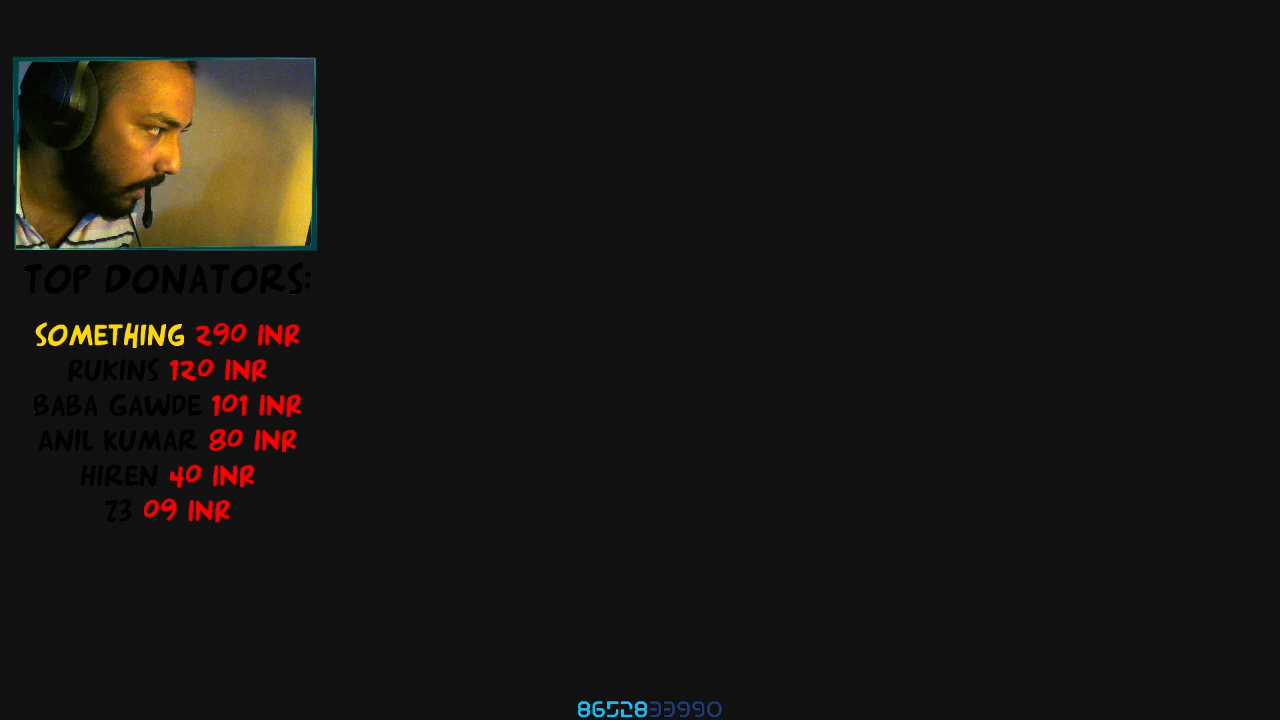 TOP DONATORS:
SOMETHING 290 INR
RUKINS 120 INR
BABA GAWDE 101 INR
ANIL KUMAR 80 INR
HIREN 40 INR
Z3 09 INR
8652833990